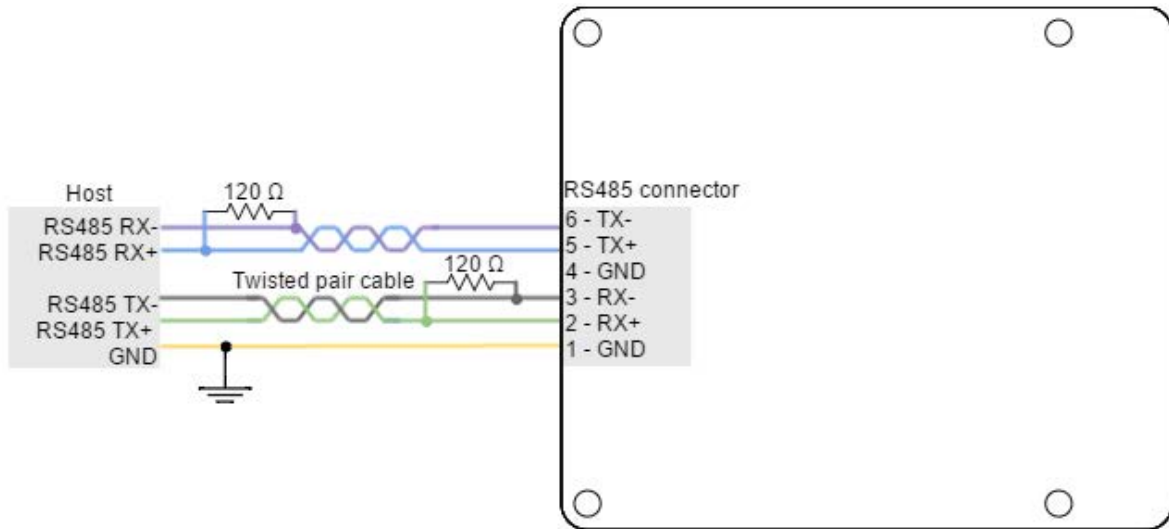 Host
RS485 RX-
RS485 RX+
RS485 TX-
RS485 TX+
GND
120 Ω
Twisted pair cable
120 Ω
RS485 connector
6 - TX-
5 - TX+
4 - GND
3 - RX-
2 - RX+
1 - GND